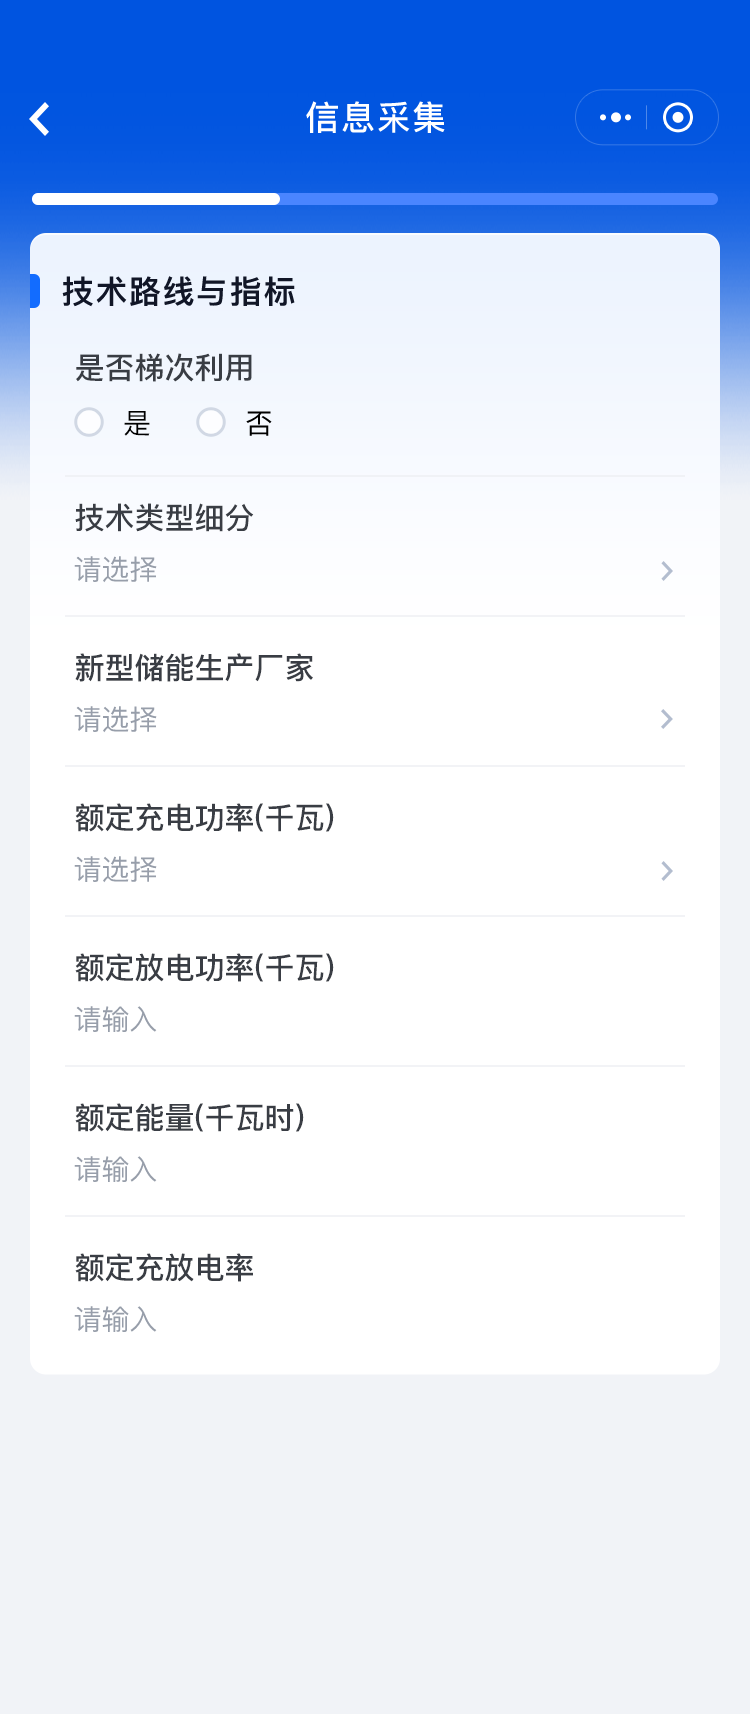 信息采集
技术路线与指标
是否梯次利用
是 否
技术类型细分
请选择
新型储能生产厂家
请选择
额定充电功率(千瓦)
请选择
额定放电功率(千瓦)
请输入
额定能量(千瓦时)
请输入
额定充放电率
请输入